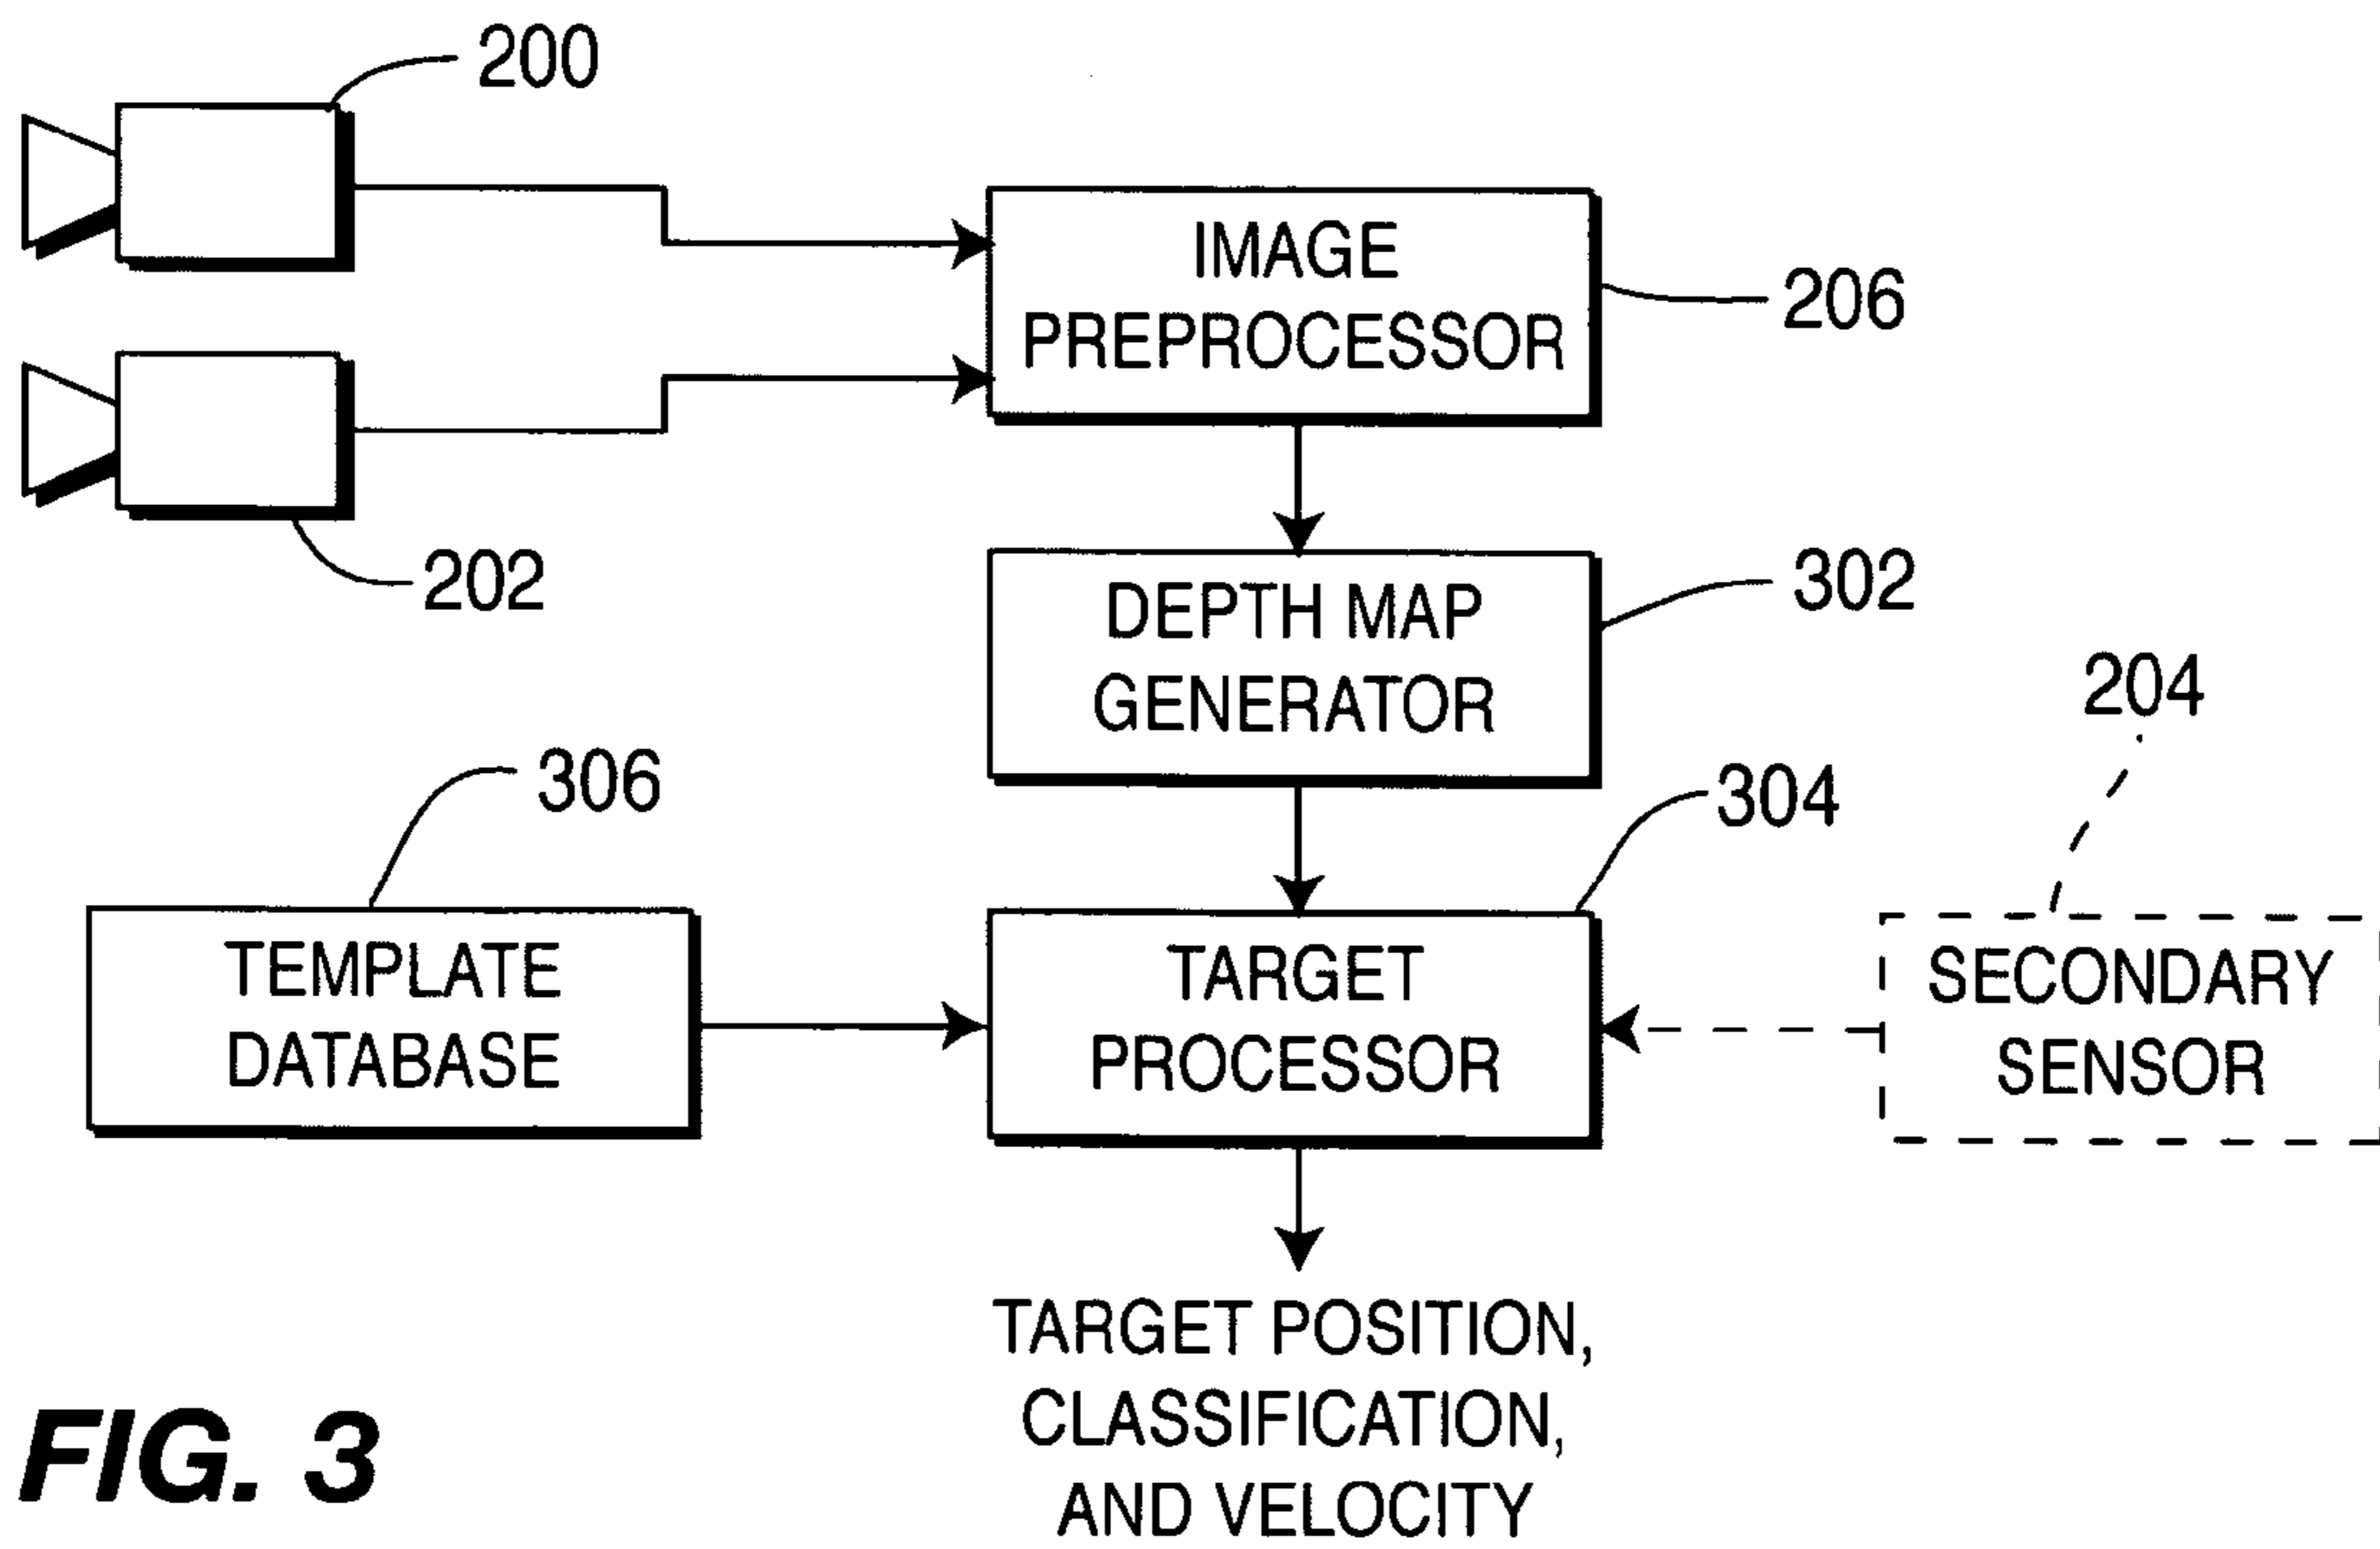 200
IMAGE
PREPROCESSOR
206
202
DEPTH MAP
GENERATOR
302
204
306
304
TEMPLATE
DATABASE
TARGET
PROCESSOR
SECONDARY
SENSOR
TARGET POSITION,
CLASSIFICATION,
AND VELOCITY
FIG. 3